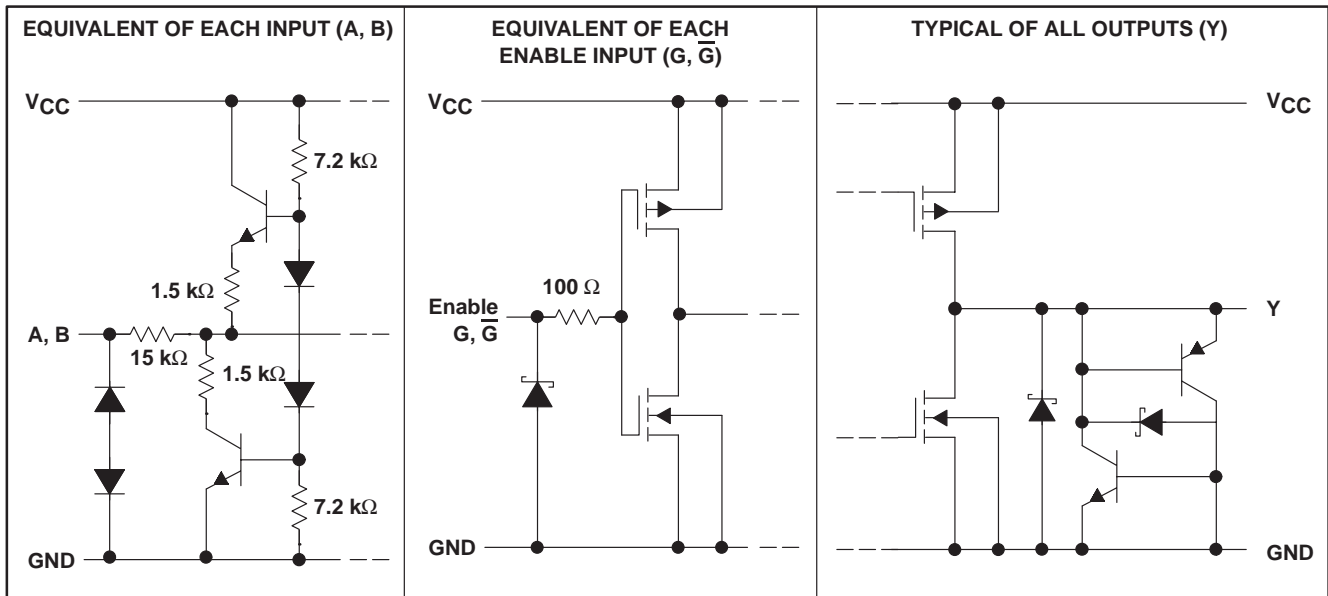 EQUIVALENT OF EACH INPUT (A, B)
VCC
7.2 kΩ
1.5 kΩ
A, B
15 kΩ
1.5 kΩ
7.2 kΩ
GND
EQUIVALENT OF EACH
ENABLE INPUT (G, G̅)
VCC
100 Ω
Enable
G, G̅
GND
TYPICAL OF ALL OUTPUTS (Y)
VCC
Y
GND